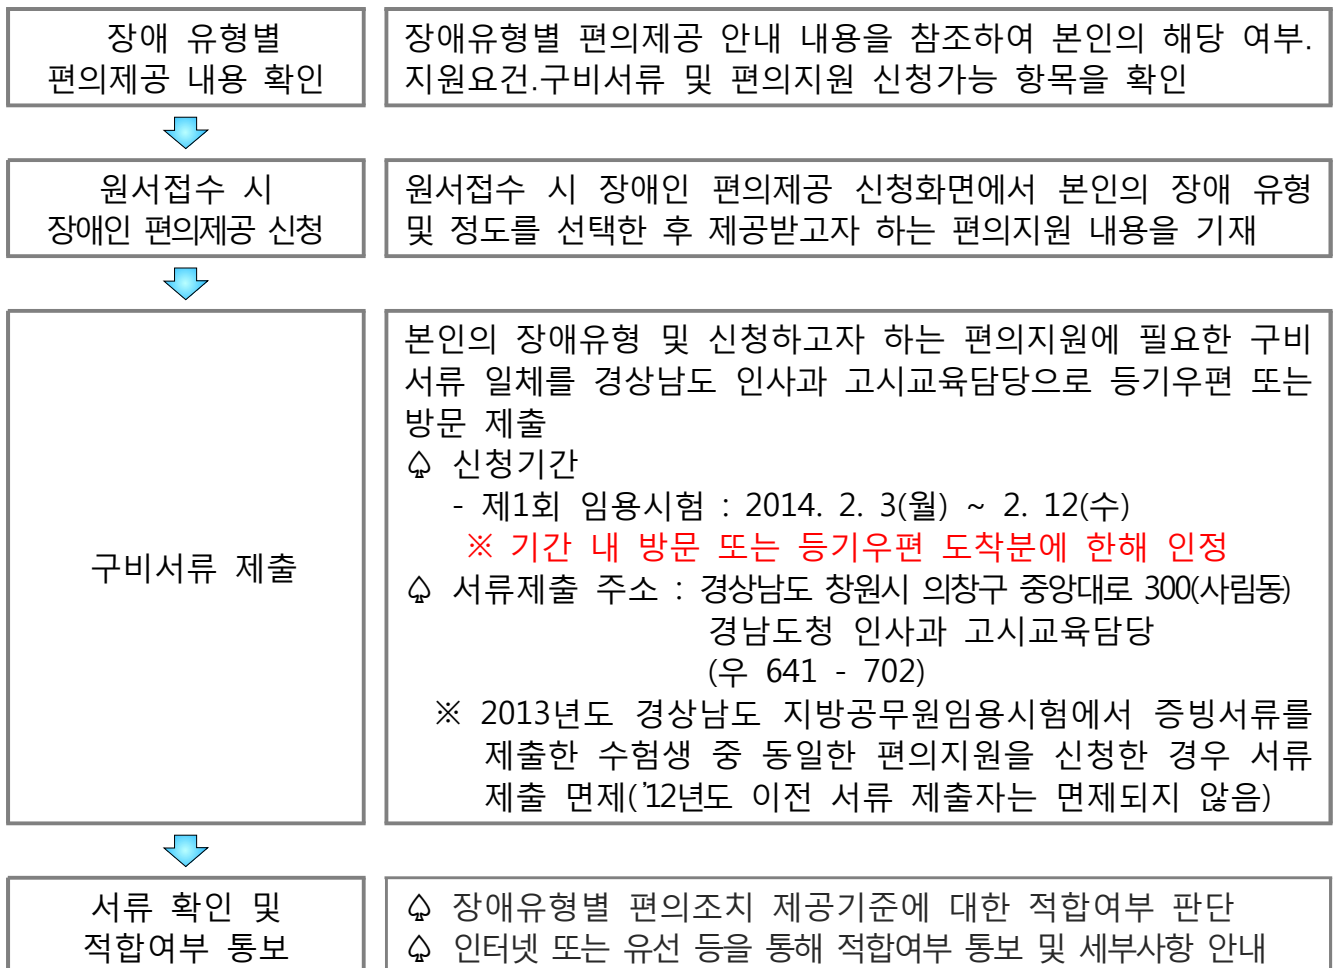 장애 유형별
편의제공 내용 확인
장애유형별 편의제공 안내 내용을 참조하여 본인의 해당 여부.
지원요건.구비서류 및 편의지원 신청가능 항목을 확인
원서접수 시
장애인 편의제공 신청
원서접수 시 장애인 편의제공 신청화면에서 본인의 장애 유형
및 정도를 선택한 후 제공받고자 하는 편의지원 내용을 기재
구비서류 제출
본인의 장애유형 및 신청하고자 하는 편의지원에 필요한 구비
서류 일체를 경상남도 인사과 고시교육담당으로 등기우편 또는
방문 제출
♤ 신청기간
- 제1회 임용시험 : 2014. 2. 3(월) ~ 2. 12(수)
※ 기간 내 방문 또는 등기우편 도착분에 한해 인정
♤ 서류제출 주소 : 경상남도 창원시 의창구 중앙대로 300(사림동)
경남도청 인사과 고시교육담당
(우 641 - 702)
※ 2013년도 경상남도 지방공무원임용시험에서 증빙서류를
제출한 수험생 중 동일한 편의지원을 신청한 경우 서류
제출 면제('12년도 이전 서류 제출자는 면제되지 않음)
서류 확인 및
적합여부 통보
♤ 장애유형별 편의조치 제공기준에 대한 적합여부 판단
♤ 인터넷 또는 유선 등을 통해 적합여부 통보 및 세부사항 안내